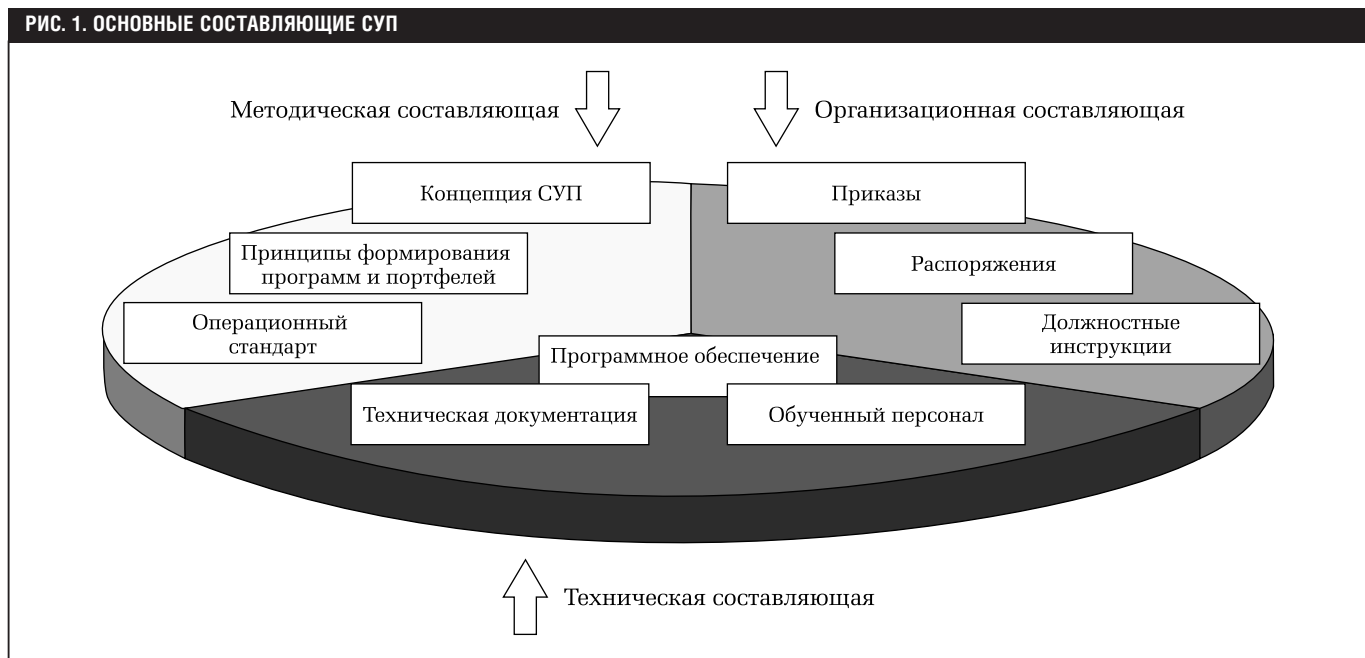 РИС. 1. ОСНОВНЫЕ СОСТАВЛЯЮЩИЕ СУП
Методическая составляющая
Организационная составляющая
Концепция СУП
Приказы
Принципы формирования
программ и портфелей
Распоряжения
Операционный
стандарт
Должностные
инструкции
Программное обеспечение
Техническая документация
Обученный персонал
Техническая составляющая